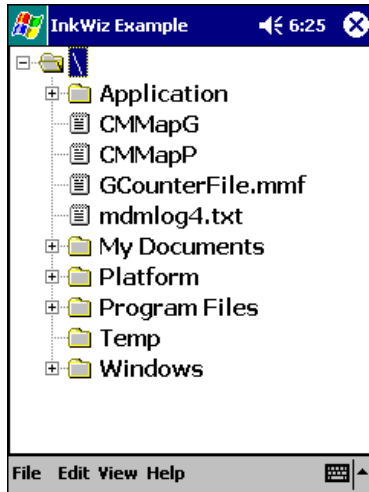 InkWiz Example 6:25
\
Application
CMMapG
CMMapP
GCounterFile.mmf
mdmlog4.txt
My Documents
Platform
Program Files
Temp
Windows
File Edit View Help